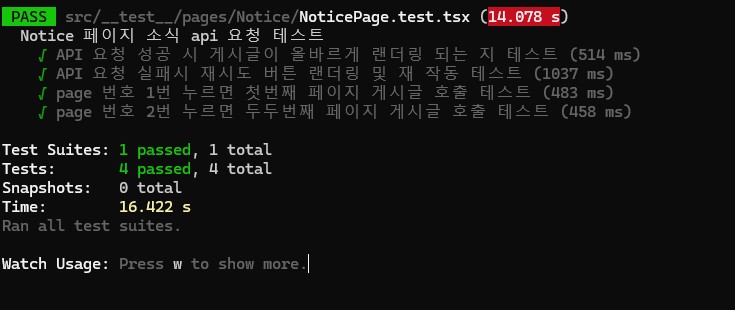 PASS src/__test__/pages/Notice/NoticePage.test.tsx (14.078 s)
Notice 페이지 소식 api 요청 테스트
√ API 요청 성공 시 게시글이 올바르게 랜더링 되는 지 테스트 (514 ms)
√ API 요청 실패시 재시도 버튼 랜더링 및 재 작동 테스트 (1037 ms)
√ page 번호 1번 누르면 첫번째 페이지 게시글 호출 테스트 (483 ms)
√ page 번호 2번 누르면 두두번째 페이지 게시글 호출 테스트 (458 ms)
Test Suites: 1 passed, 1 total
Tests: 4 passed, 4 total
Snapshots: 0 total
Time: 16.422 s
Ran all test suites.
Watch Usage: Press w to show more.